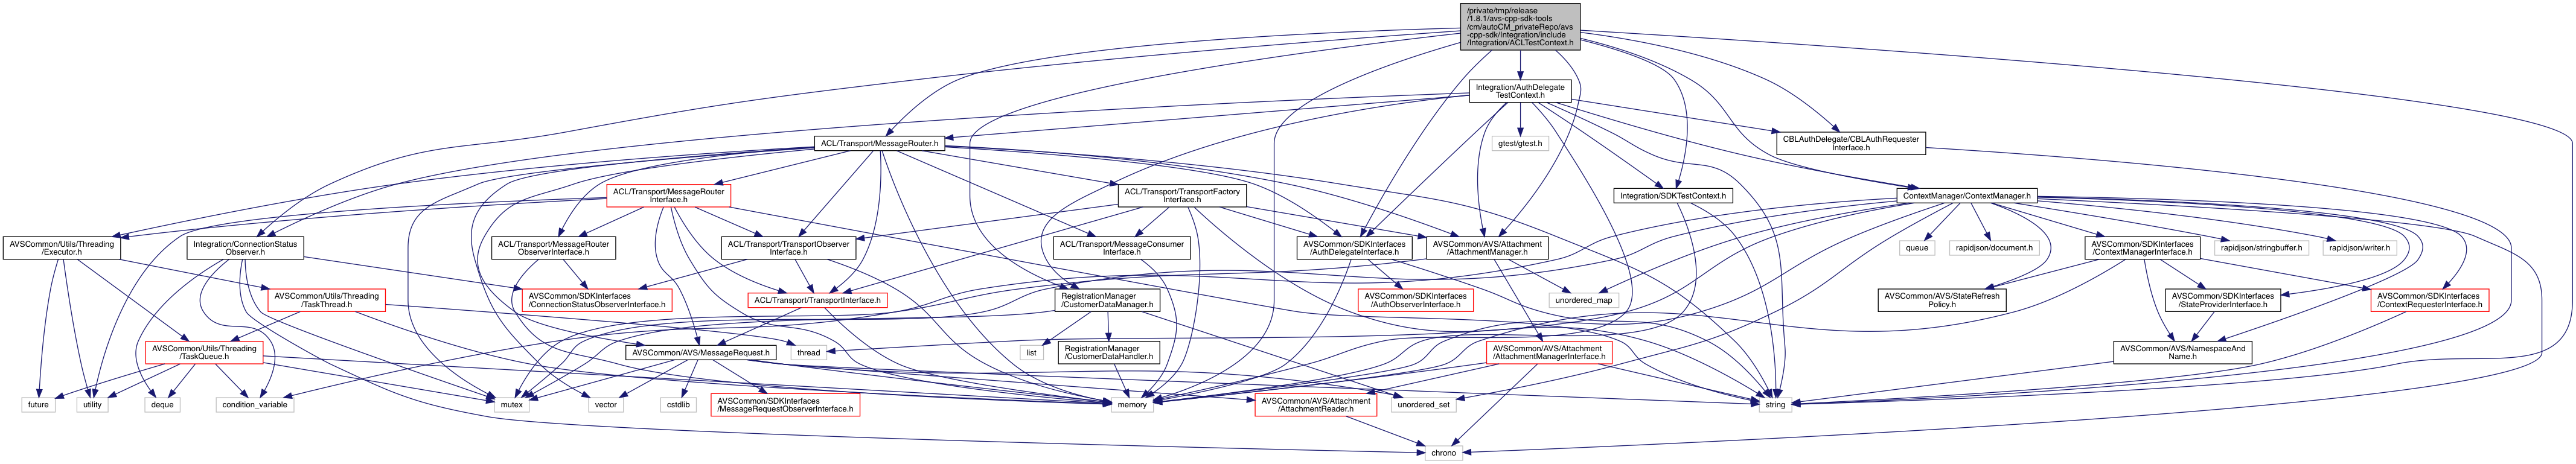 /private/tmp/release
/1.8.1/avs-cpp-sdk-tools
/cm/autoCM_privateRepo/avs
-cpp-sdk/Integration/include
/Integration/ACLTestContext.h
Integration/AuthDelegate
TestContext.h
ACL/Transport/MessageRouter.h
gtest/gtest.h
CBLAuthDelegate/CBLAuthRequester
Interface.h
ACL/Transport/MessageRouter
Interface.h
ACL/Transport/TransportFactory
Interface.h
Integration/SDKTestContext.h
ContextManager/ContextManager.h
AVSCommon/Utils/Threading
/Executor.h
Integration/ConnectionStatus
Observer.h
ACL/Transport/MessageRouter
ObserverInterface.h
ACL/Transport/TransportObserver
Interface.h
ACL/Transport/MessageConsumer
Interface.h
AVSCommon/SDKInterfaces
/AuthDelegateInterface.h
AVSCommon/AVS/Attachment
/AttachmentManager.h
queue
rapidjson/document.h
AVSCommon/SDKInterfaces
/ContextManagerInterface.h
rapidjson/stringbuffer.h
rapidjson/writer.h
AVSCommon/Utils/Threading
/TaskThread.h
AVSCommon/SDKInterfaces
/ConnectionStatusObserverInterface.h
ACL/Transport/TransportInterface.h
RegistrationManager
/CustomerDataManager.h
AVSCommon/SDKInterfaces
/AuthObserverInterface.h
unordered_map
AVSCommon/AVS/StateRefresh
Policy.h
AVSCommon/SDKInterfaces
/StateProviderInterface.h
AVSCommon/SDKInterfaces
/ContextRequesterInterface.h
AVSCommon/Utils/Threading
/TaskQueue.h
AVSCommon/AVS/MessageRequest.h
thread
list
RegistrationManager
/CustomerDataHandler.h
AVSCommon/AVS/Attachment
/AttachmentManagerInterface.h
AVSCommon/AVS/NamespaceAnd
Name.h
future
utility
deque
condition_variable
mutex
vector
cstdlib
AVSCommon/SDKInterfaces
/MessageRequestObserverInterface.h
memory
AVSCommon/AVS/Attachment
/AttachmentReader.h
unordered_set
string
chrono